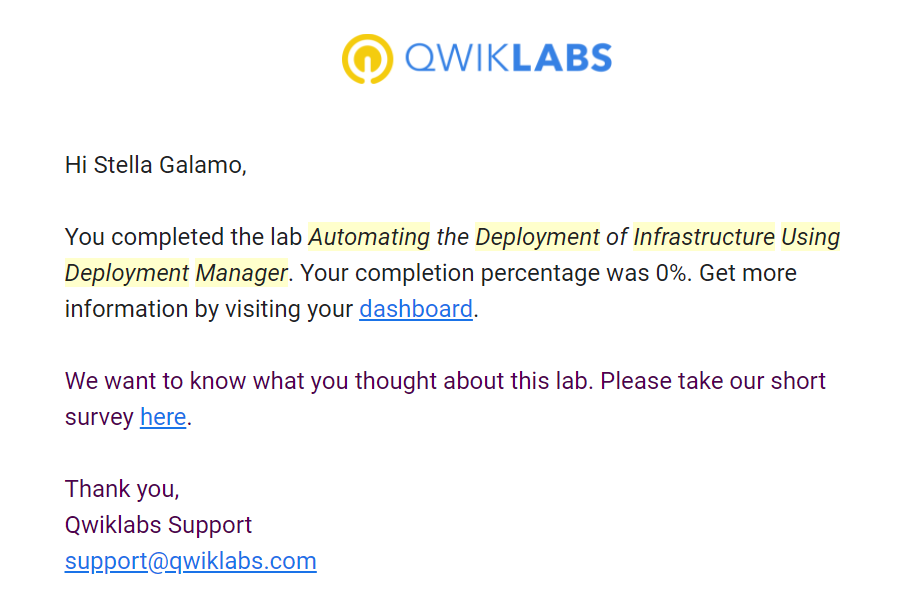 QWIKLABS
Hi Stella Galamo,
You completed the lab Automating the Deployment of Infrastructure Using
Deployment Manager. Your completion percentage was 0%. Get more
information by visiting your dashboard.
We want to know what you thought about this lab. Please take our short
survey here.
Thank you,
Qwiklabs Support
support@qwiklabs.com